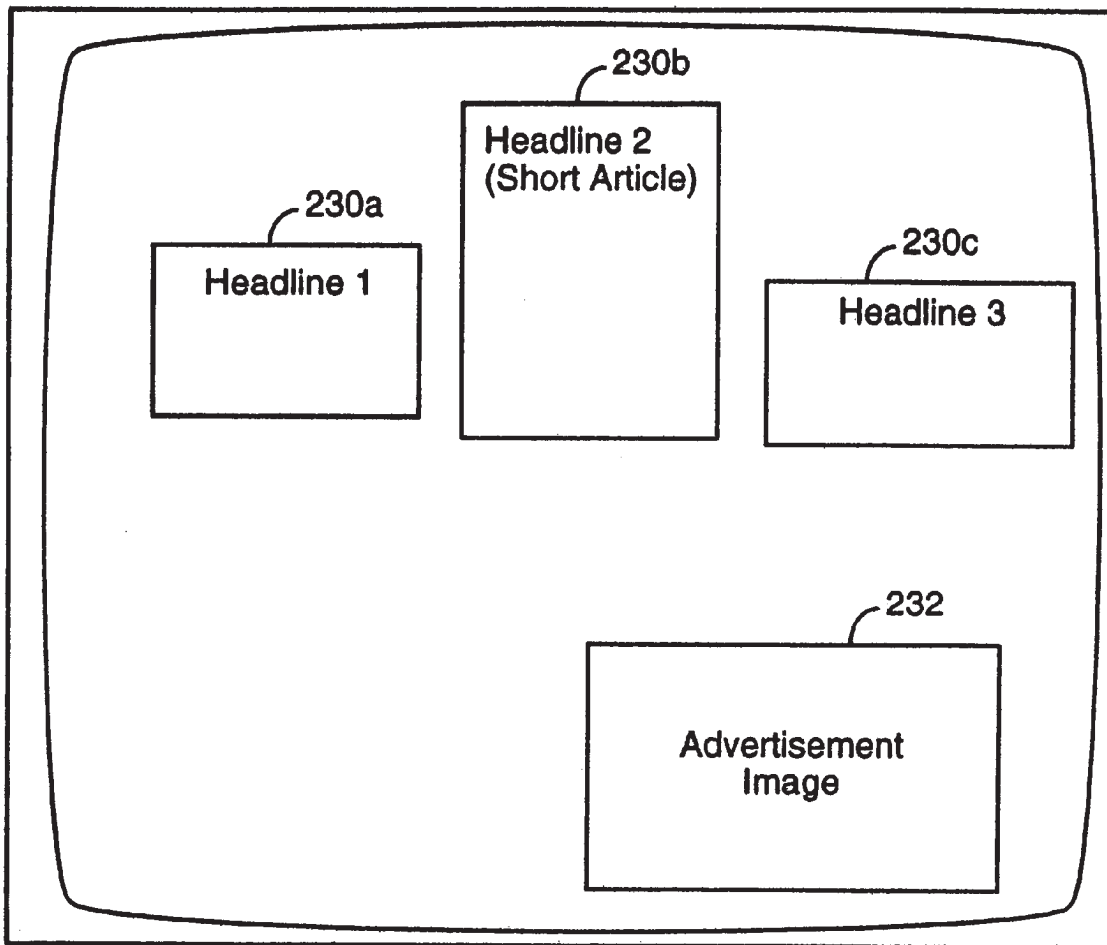 230b
Headline 2
(Short Article)
230a
Headline 1
230c
Headline 3
232
Advertisement
Image